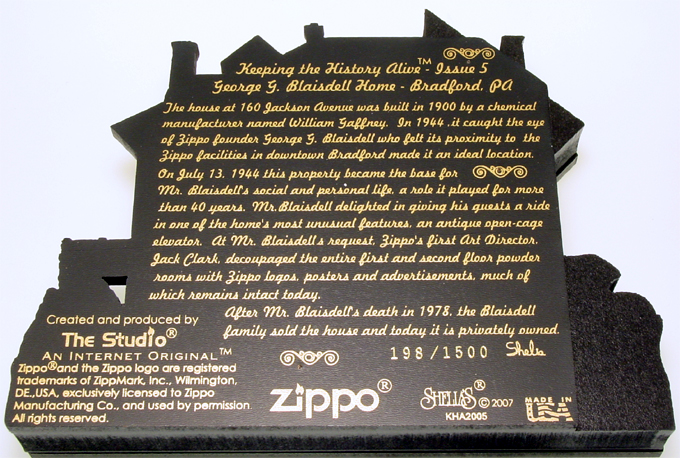 Keeping the History Alive™ - Issue 5
George G. Blaisdell Home - Bradford, PA
The house at 160 Jackson Avenue was built in 1900 by a chemical
manufacturer named William Gaffney. In 1944, it caught the eye
of Zippo founder George G. Blaisdell who felt its proximity to the
Zippo facilities in downtown Bradford made it an ideal location.
On July 13, 1944 this property became the base for
Mr. Blaisdell's social and personal life, a role it played for more
than 40 years. Mr. Blaisdell delighted in giving his guests a ride
in one of the home's most unusual features, an antique open-cage
elevator. At Mr. Blaisdell's request, Zippo's first Art Director,
Jack Clark, decoupaged the entire first and second floor powder
rooms with Zippo logos, posters and advertisements, much of
which remains intact today.
After Mr. Blaisdell's death in 1978, the Blaisdell
family sold the house and today it is privately owned.
Created and produced by
The Studio®
AN INTERNET ORIGINAL™
Zippo® and the Zippo logo are registered
trademarks of ZippMark, Inc., Wilmington,
DE., USA, exclusively licensed to Zippo
Manufacturing Co., and used by permission.
All rights reserved.
198/1500 Shelia
zippo®
SHELIA'S® ©2007
KHA2005
MADE IN
USA